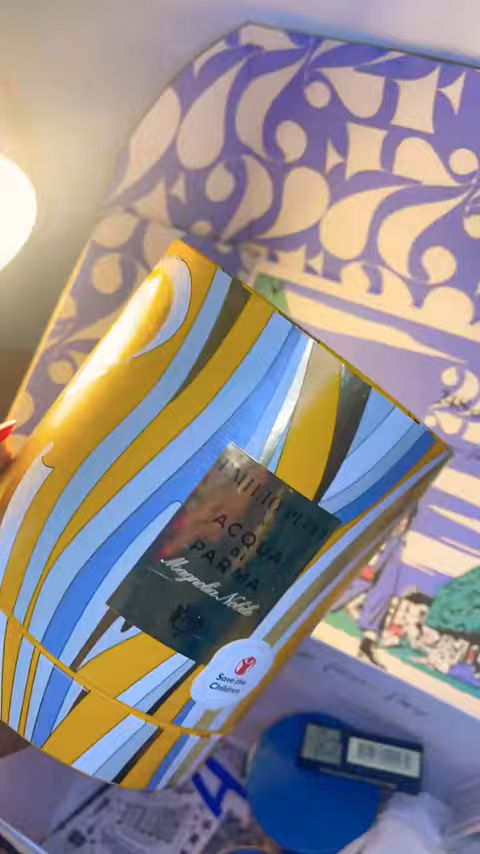 EMILIO PUCCI
ACQUA
DI
PARMA
Magnolia Nobile
Save the
Children